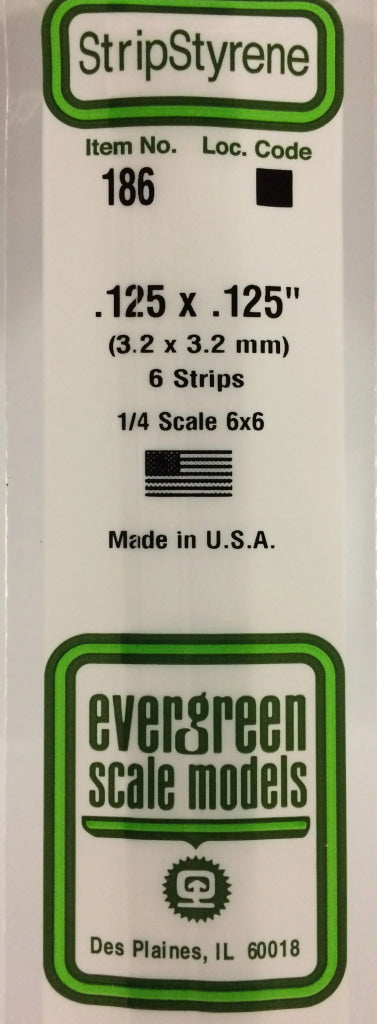 StripStyrene
Item No. Loc. Code
186
.125 x .125"
(3.2 x 3.2 mm)
6 Strips
1/4 Scale 6x6
Made in U.S.A.
evergreen
scale models
Des Plaines, IL 60018